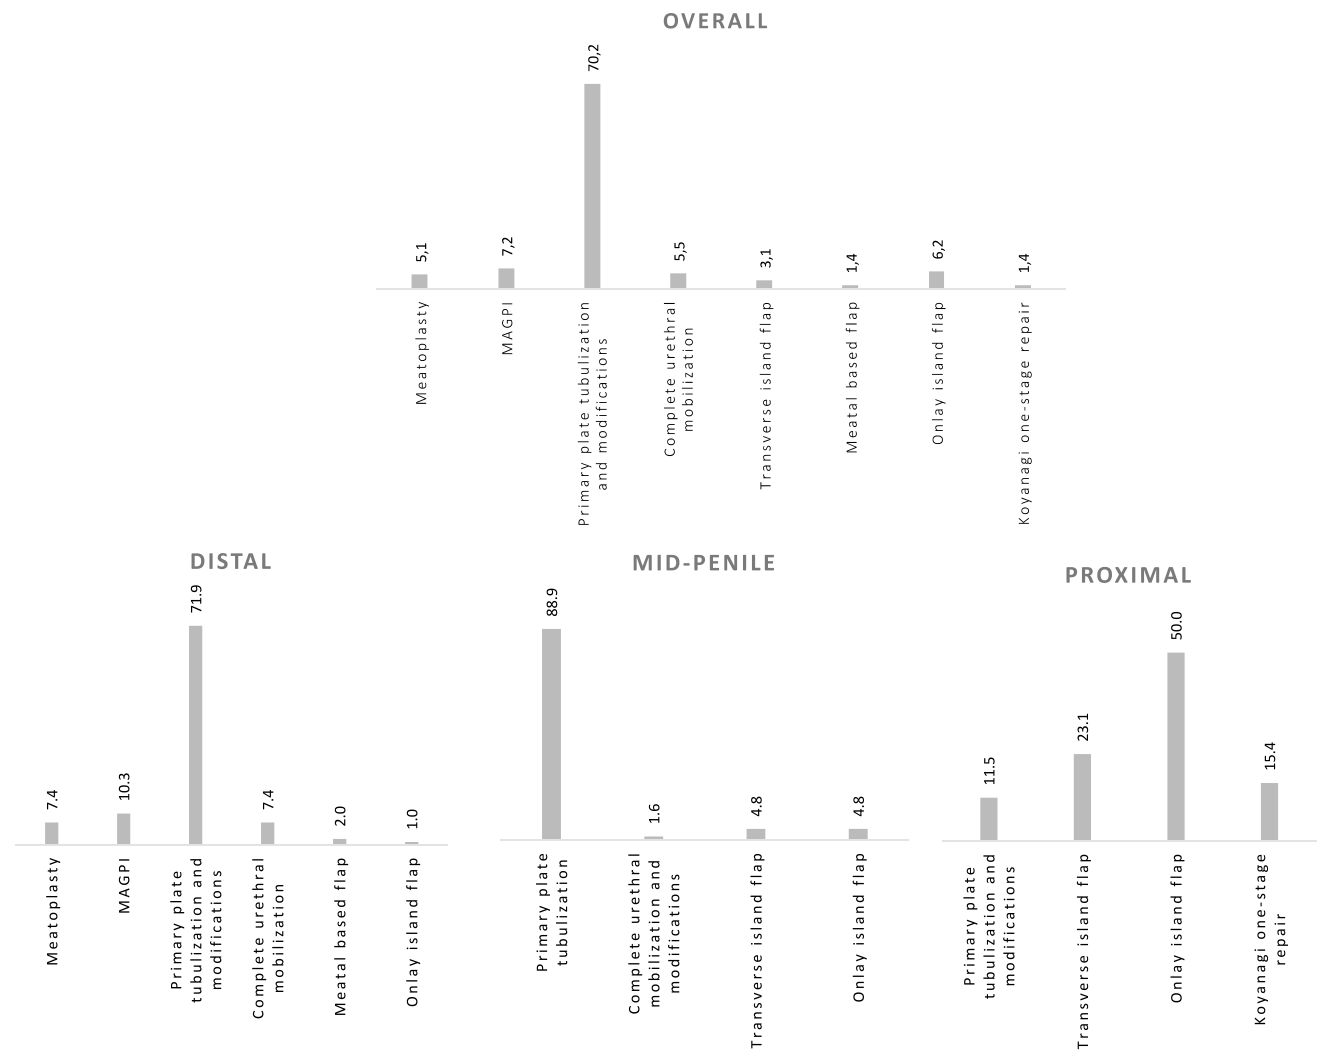 OVERALL
5,1
7,2
70,2
5,5
3,1
1,4
6,2
1,4
Meatoplasty
MAGPI
Primary plate tubulization
and modifications
Complete urethral
mobilization
Transverse island flap
Meatal based flap
Onlay island flap
Koyanagi one-stage repair
DISTAL
7.4
10.3
71.9
7.4
2.0
1.0
Meatoplasty
MAGPI
Primary plate
tubulization and
modifications
Complete urethral
mobilization
Meatal based flap
Onlay island flap
MID-PENILE
88.9
1.6
4.8
4.8
Primary plate
tubulization
Complete urethral
mobilization and
modifications
Transverse island flap
Onlay island flap
PROXIMAL
11.5
23.1
50.0
15.4
Primary plate
tubulization and
modifications
Transverse island flap
Onlay island flap
Koyanagi one-stage
repair